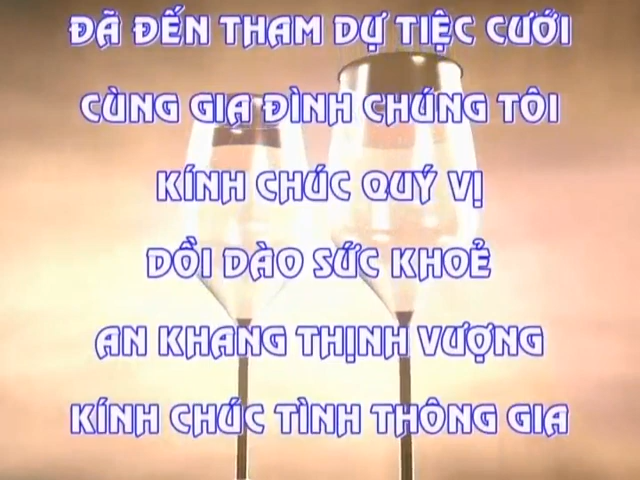 ĐÃ ĐẾN THAM DỰ TIỆC CƯỚI
CÙNG GIA ĐÌNH CHÚNG TÔI
KÍNH CHÚC QUÝ VỊ
DỒI DÀO SỨC KHOẺ
AN KHANG THỊNH VƯỢNG
KÍNH CHÚC TÌNH THÔNG GIA